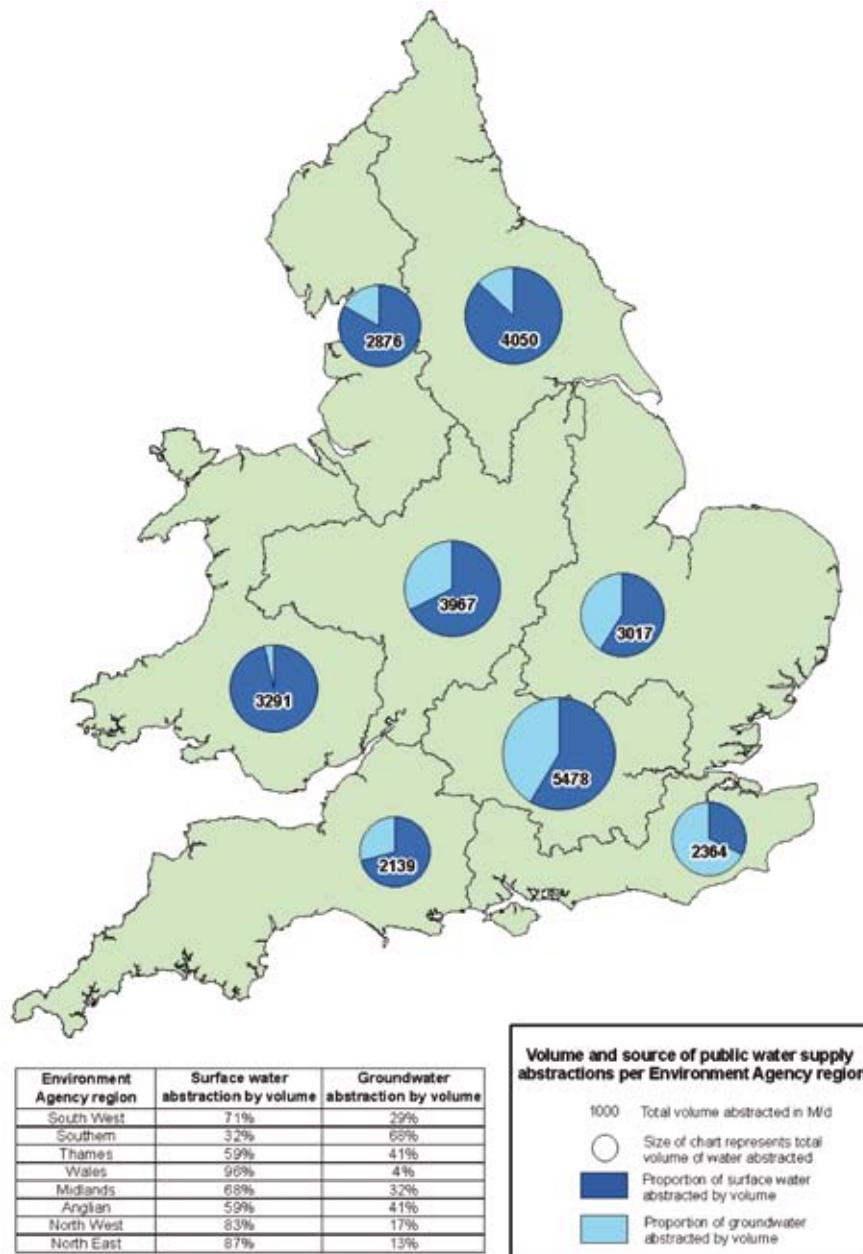 2876
4050
3967
3017
3291
5478
2139
2364
Environment Agency region Surface water abstraction by volume Groundwater abstraction by volume
South West 71% 29%
Southern 32% 68%
Thames 59% 41%
Wales 96% 4%
Midlands 68% 32%
Anglian 59% 41%
North West 83% 17%
North East 87% 13%
Volume and source of public water supply
abstractions per Environment Agency region
1000 Total volume abstracted in M/d
Size of chart represents total
volume of water abstracted
Proportion of surface water
abstracted by volume
Proportion of groundwater
abstracted by volume